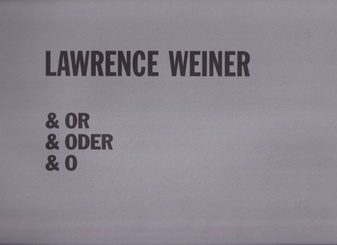 LAWRENCE WEINER
& OR
& ODER
& O